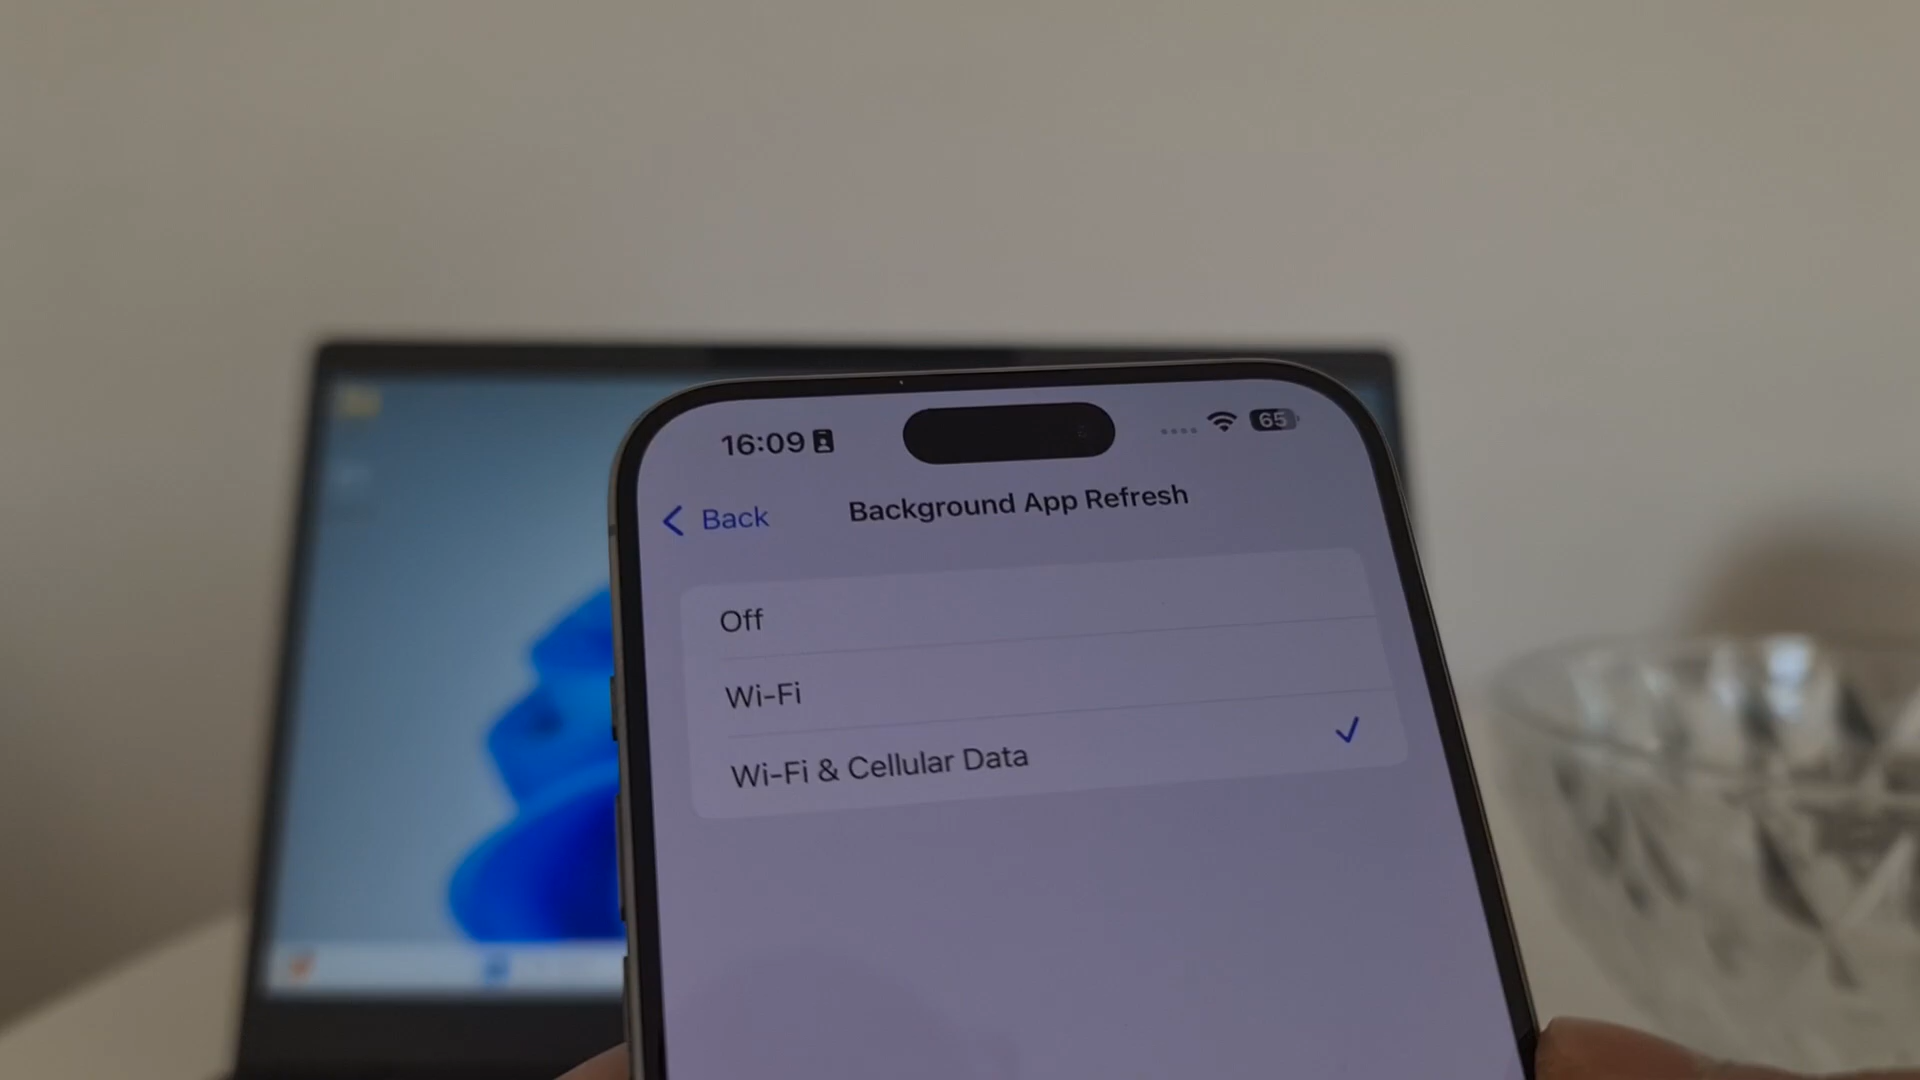 16:09
65
Back
Background App Refresh
Off
Wi-Fi
Wi-Fi & Cellular Data